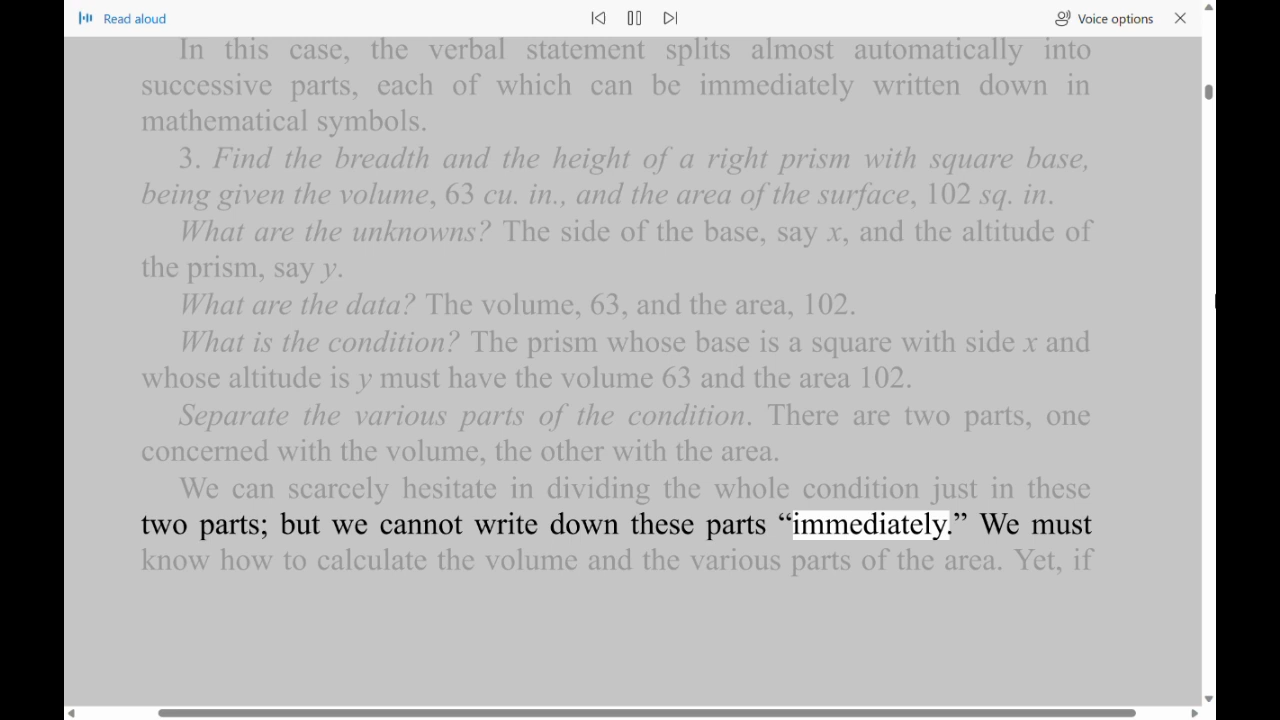 Read aloud
Voice options
In this case, the verbal statement splits almost automatically into
successive parts, each of which can be immediately written down in
mathematical symbols.
3. Find the breadth and the height of a right prism with square base,
being given the volume, 63 cu. in., and the area of the surface, 102 sq. in.
What are the unknowns? The side of the base, say x, and the altitude of
the prism, say y.
What are the data? The volume, 63, and the area, 102.
What is the condition? The prism whose base is a square with side x and
whose altitude is y must have the volume 63 and the area 102.
Separate the various parts of the condition. There are two parts, one
concerned with the volume, the other with the area.
We can scarcely hesitate in dividing the whole condition just in these
two parts; but we cannot write down these parts “immediately.” We must
know how to calculate the volume and the various parts of the area. Yet, if